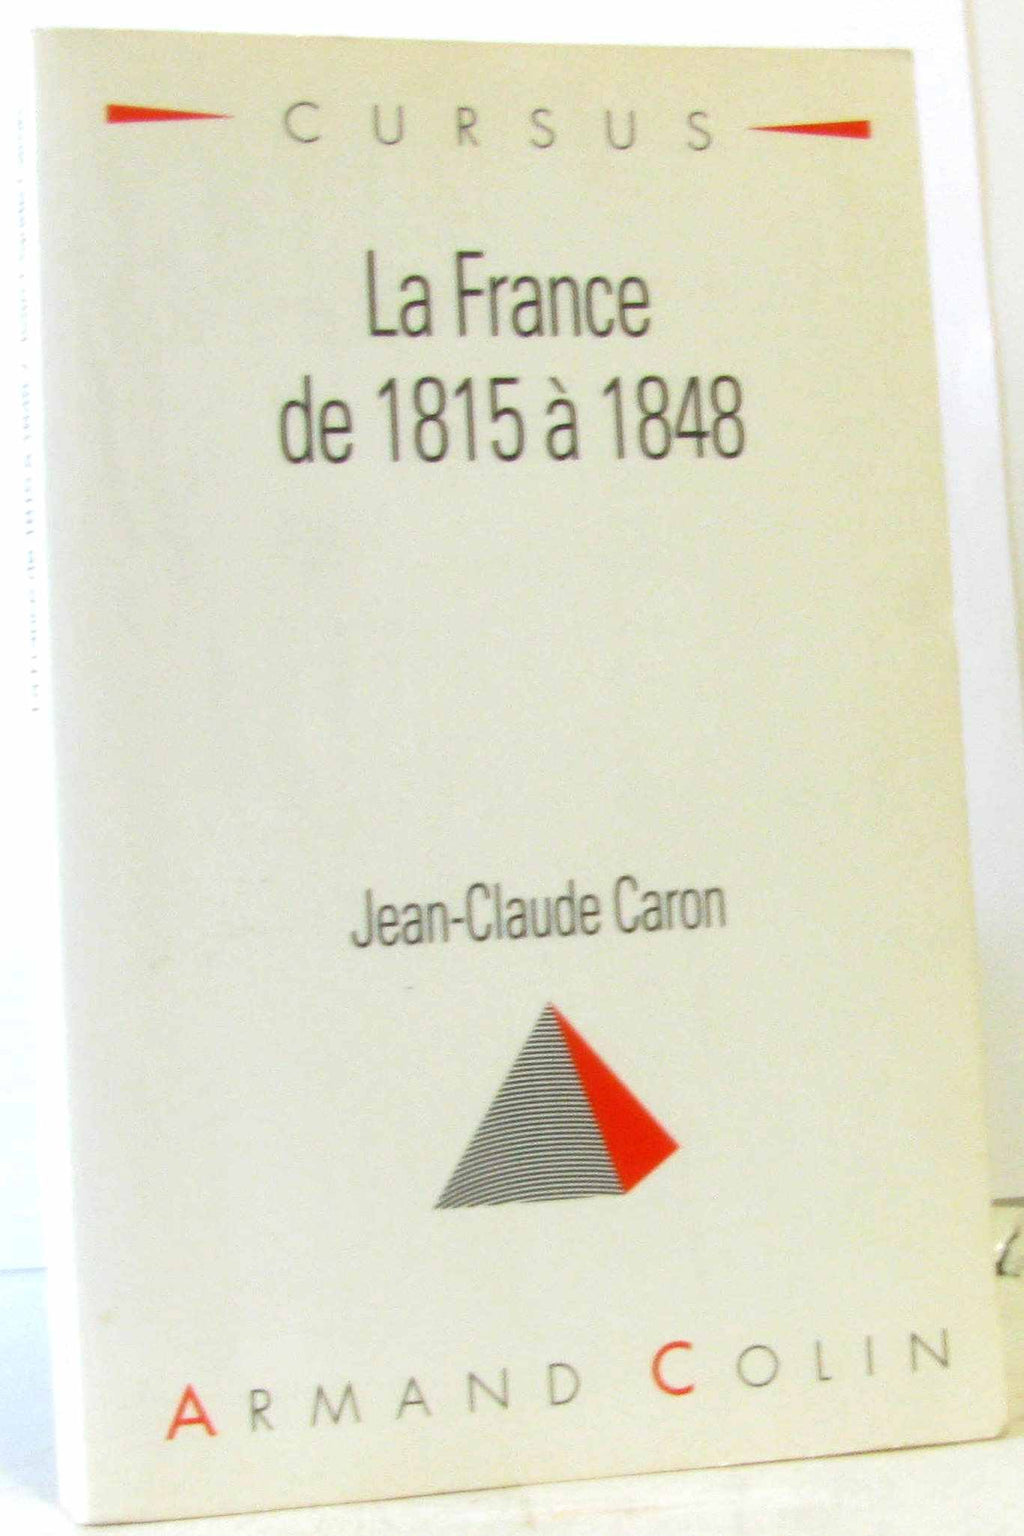 CURSUS
La France
de 1815 à 1848
Jean-Claude Caron
ARMAND COLIN